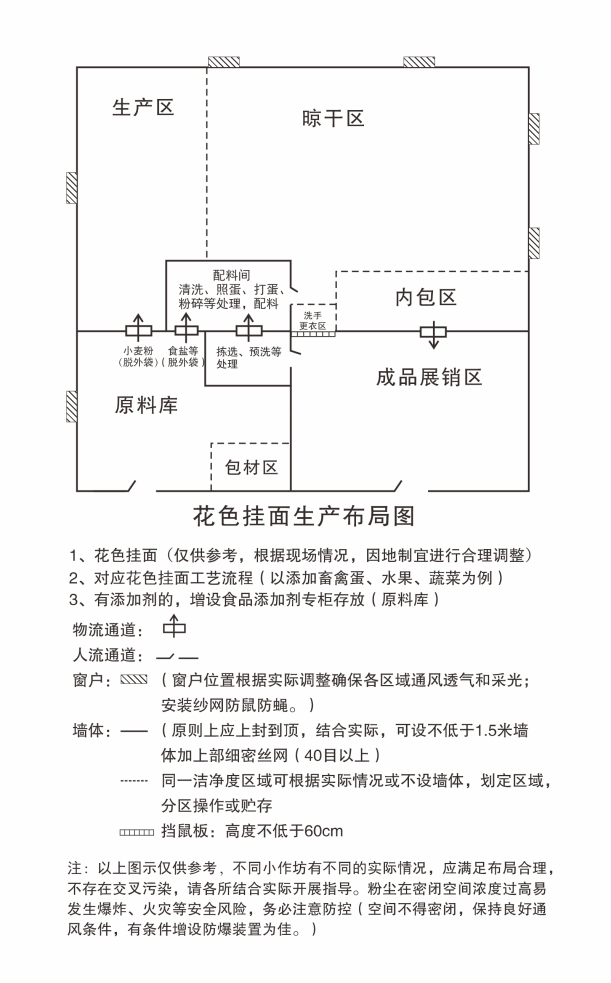 生产区
晾干区
配料间
清洗、照蛋、打蛋、
粉碎等处理，配料
洗手
更衣区
内包区
小麦粉
（脱外袋）
食盐等
（脱外袋）
拣选、预洗等
处理
成品展销区
原料库
包材区
花色挂面生产布局图
1、花色挂面（仅供参考，根据现场情况，因地制宜进行合理调整）
2、对应花色挂面工艺流程（以添加畜禽蛋、水果、蔬菜为例）
3、有添加剂的，增设食品添加剂专柜存放（原料库）
物流通道：
人流通道：
窗户：（窗户位置根据实际调整确保各区域通风透气和采光；
安装纱网防鼠防蝇。）
墙体：（原则上应上封到顶，结合实际，可设不低于1.5米墙
体加上部细密丝网（40目以上）
同一洁净度区域可根据实际情况或不设墙体，划定区域，
分区操作或贮存
挡鼠板：高度不低于60cm
注：以上图示仅供参考，不同小作坊有不同的实际情况，应满足布局合理，
不存在交叉污染，请各所结合实际开展指导。粉尘在密闭空间浓度过高易
发生爆炸、火灾等安全风险，务必注意防控（空间不得密闭，保持良好通
风条件，有条件增设防爆装置为佳。）